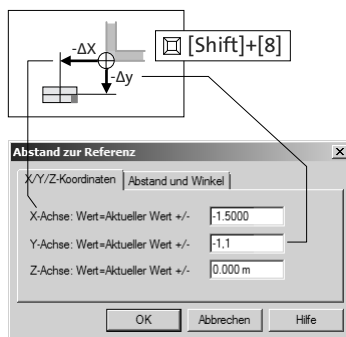 -ΔX
[Shift]+[8]
-Δy
Abstand zur Referenz
X/Y/Z-Koordinaten
Abstand und Winkel
X-Achse: Wert=Aktueller Wert +/-
-1.5000
Y-Achse: Wert=Aktueller Wert +/-
-1,1
Z-Achse: Wert=Aktueller Wert +/-
0.000 m
OK
Abbrechen
Hilfe